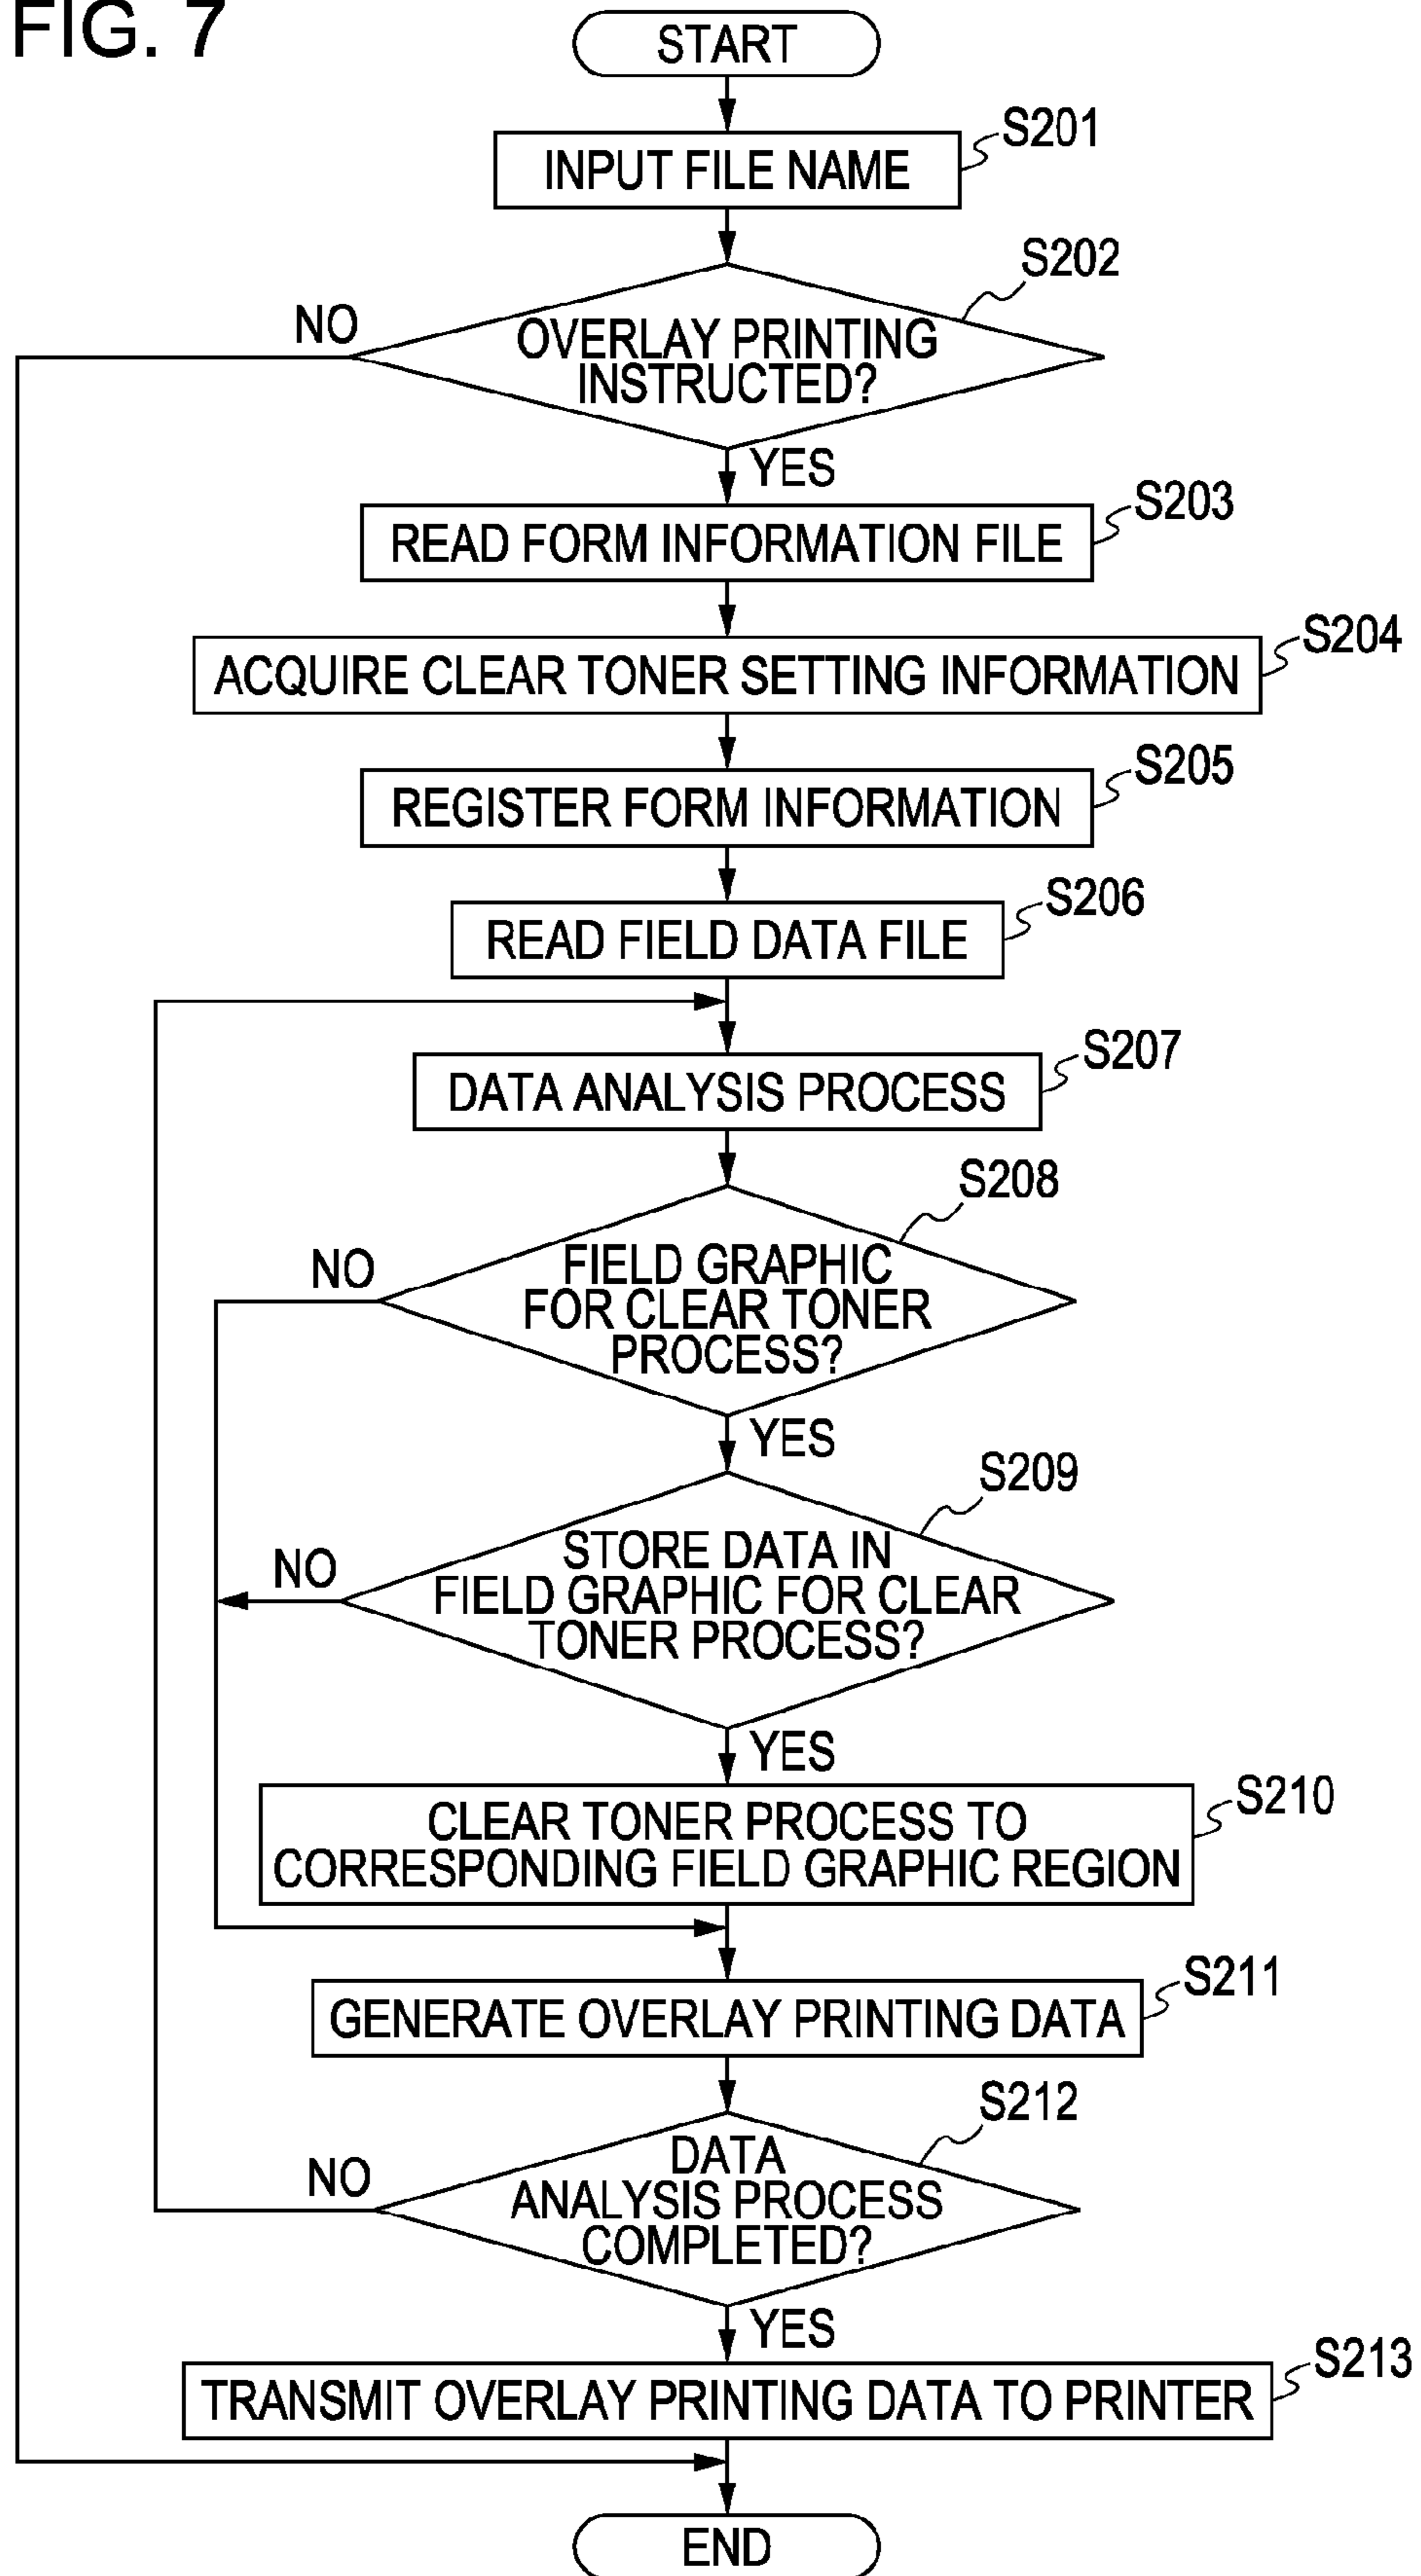 FIG. 7
START
INPUT FILE NAME
S201
OVERLAY PRINTING
INSTRUCTED?
S202
NO
YES
READ FORM INFORMATION FILE
S203
ACQUIRE CLEAR TONER SETTING INFORMATION
S204
REGISTER FORM INFORMATION
S205
READ FIELD DATA FILE
S206
DATA ANALYSIS PROCESS
S207
FIELD GRAPHIC
FOR CLEAR TONER
PROCESS?
S208
NO
YES
STORE DATA IN
FIELD GRAPHIC FOR CLEAR
TONER PROCESS?
S209
NO
YES
CLEAR TONER PROCESS TO
CORRESPONDING FIELD GRAPHIC REGION
S210
GENERATE OVERLAY PRINTING DATA
S211
DATA
ANALYSIS PROCESS
COMPLETED?
S212
NO
YES
TRANSMIT OVERLAY PRINTING DATA TO PRINTER
S213
END